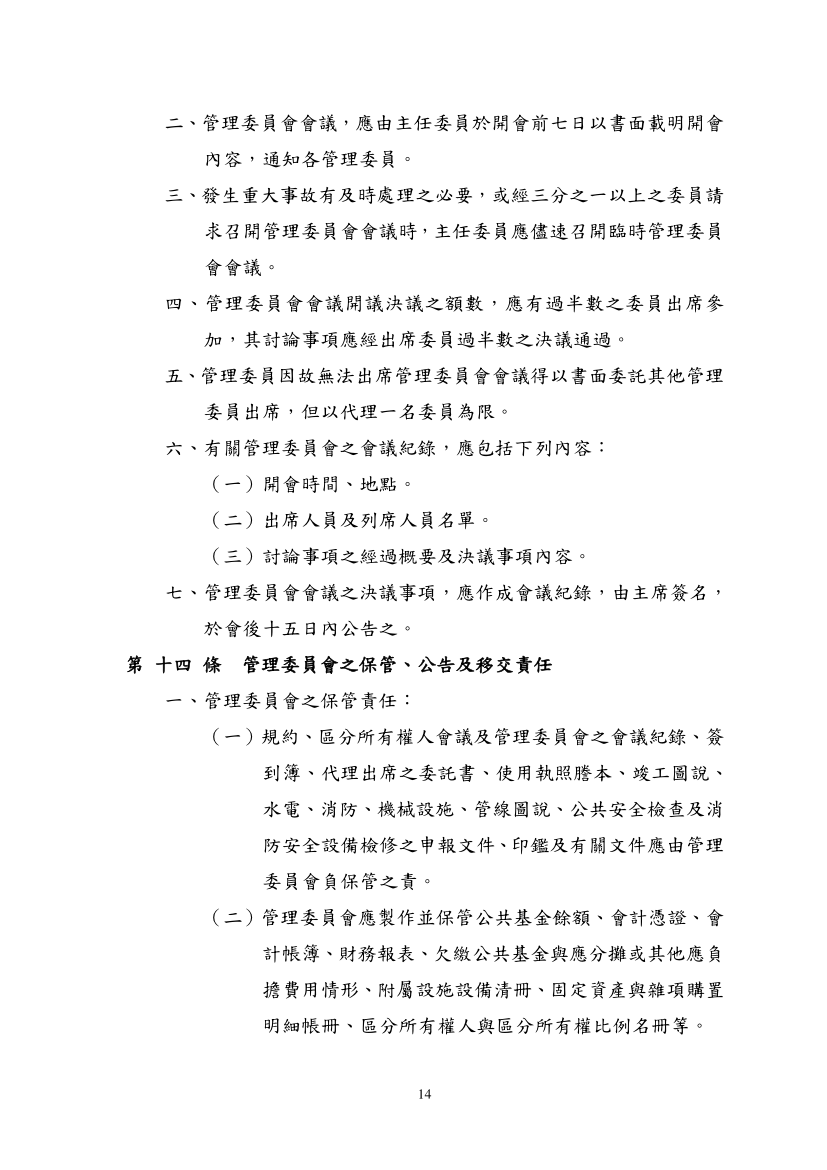 二、管理委員會會議，應由主任委員於開會前七日以書面載明開會
內容，通知各管理委員。
三、發生重大事故有及時處理之必要，或經三分之一以上之委員請
求召開管理委員會會議時，主任委員應儘速召開臨時管理委員
會會議。
四、管理委員會會議開議決議之額數，應有過半數之委員出席參
加，其討論事項應經出席委員過半數之決議通過。
五、管理委員因故無法出席管理委員會會議得以書面委託其他管理
委員出席，但以代理一名委員為限。
六、有關管理委員會之會議紀錄，應包括下列內容：
（一）開會時間、地點。
（二）出席人員及列席人員名單。
（三）討論事項之經過概要及決議事項內容。
七、管理委員會會議之決議事項，應作成會議紀錄，由主席簽名，
於會後十五日內公告之。
第 十四 條　管理委員會之保管、公告及移交責任
一、管理委員會之保管責任：
（一）規約、區分所有權人會議及管理委員會之會議紀錄、簽
到簿、代理出席之委託書、使用執照謄本、竣工圖說、
水電、消防、機械設施、管線圖說、公共安全檢查及消
防安全設備檢修之申報文件、印鑑及有關文件應由管理
委員會負保管之責。
（二）管理委員會應製作並保管公共基金餘額、會計憑證、會
計帳簿、財務報表、欠繳公共基金與應分攤或其他應負
擔費用情形、附屬設施設備清冊、固定資產與雜項購置
明細帳冊、區分所有權人與區分所有權比例名冊等。
14